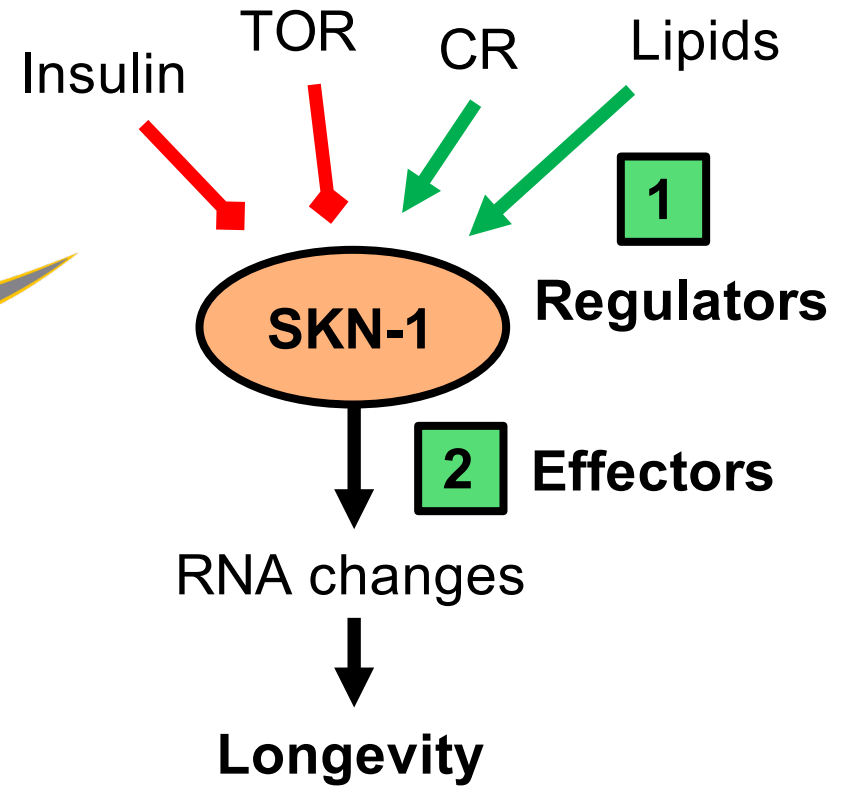 Insulin
TOR
CR
Lipids
1
Regulators
SKN-1
2
Effectors
RNA changes
Longevity